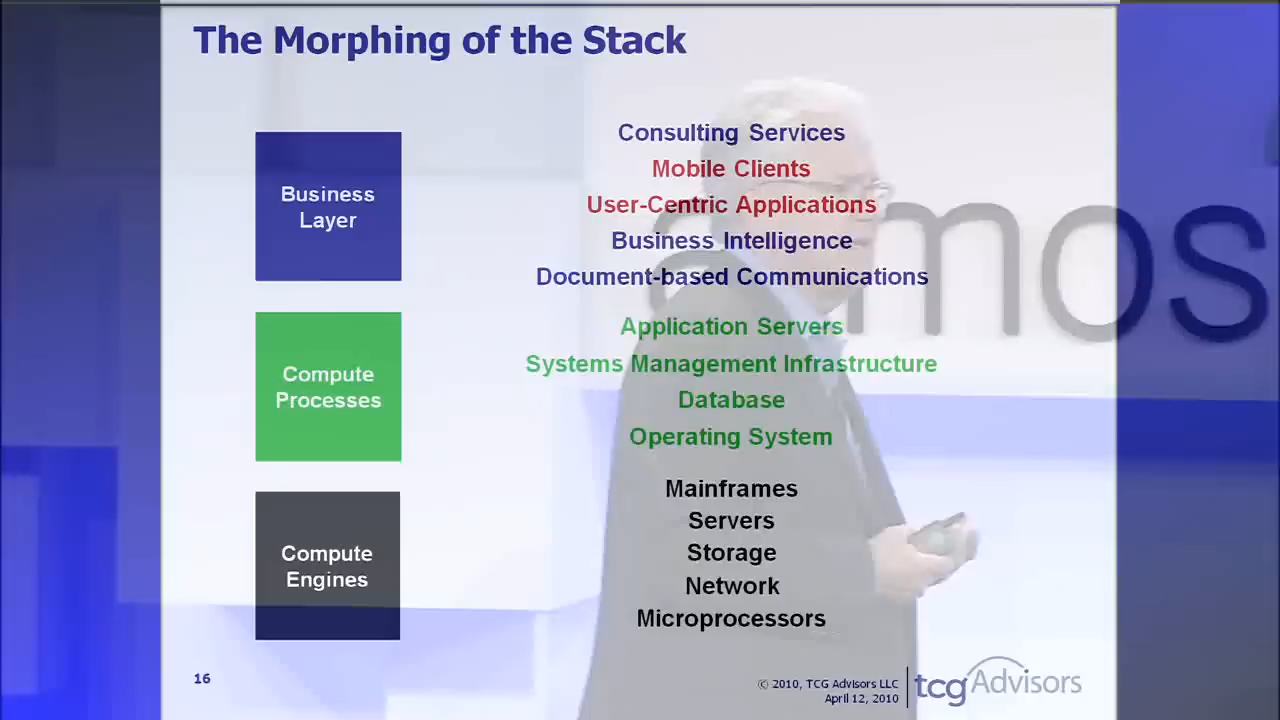 The Morphing of the Stack
Business
Layer
Consulting Services
Mobile Clients
User-Centric Applications
Business Intelligence
Document-based Communications
Compute
Processes
Application Servers
Systems Management Infrastructure
Database
Operating System
Compute
Engines
Mainframes
Servers
Storage
Network
Microprocessors
mos
16
© 2010, TCG Advisors LLC
April 12, 2010
tcgAdvisors